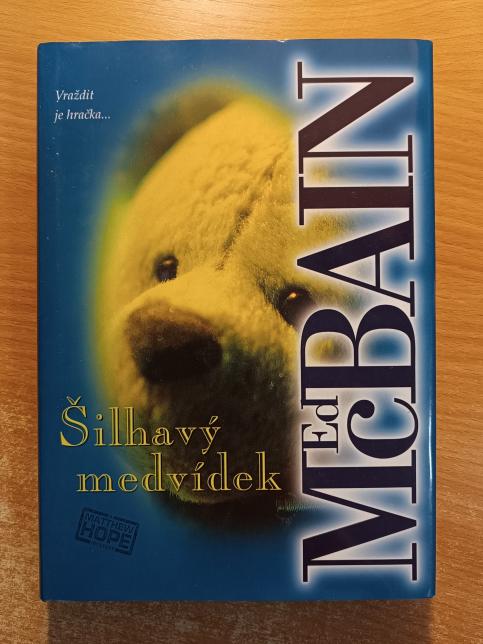 Vraždit
je hračka...
Ed
McBAIN
Šilhavý
medvídek
MATTHEW
HOPE